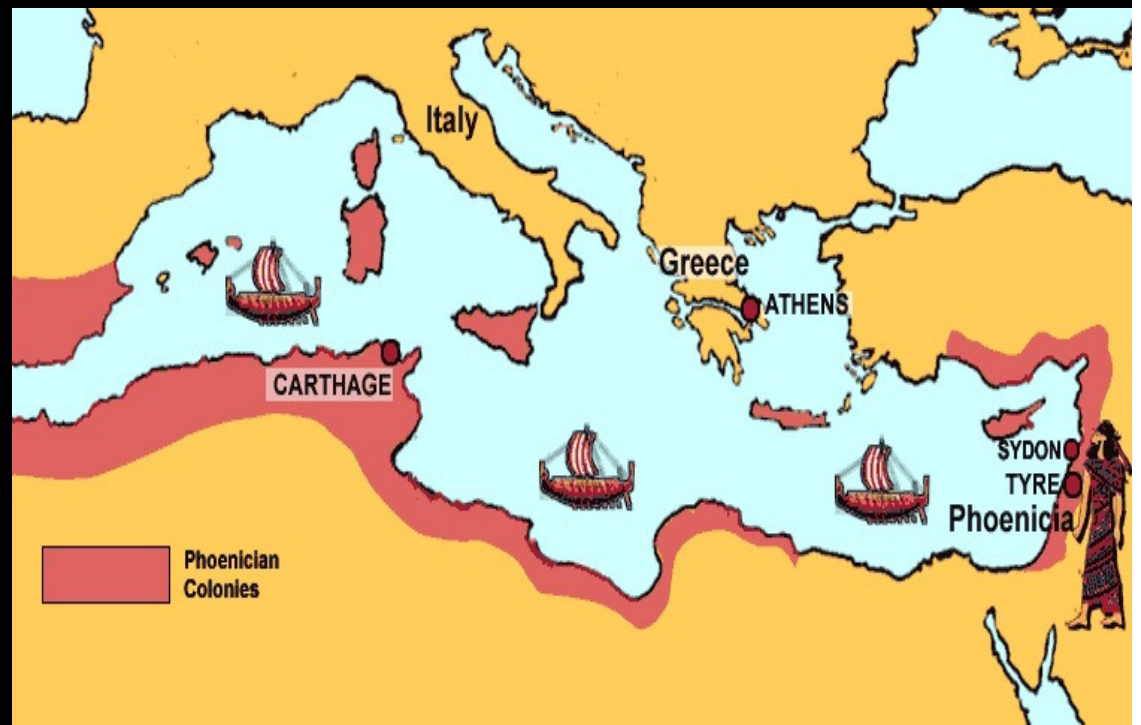 Italy
Greece
ATHENS
CARTHAGE
SYDON
TYRE
Phoenicia
Phoenician
Colonies